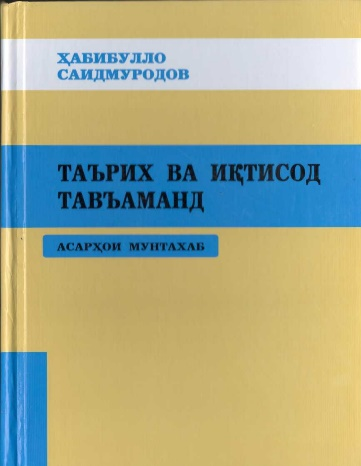 ҲАБИБУЛЛО
САИДМУРОДОВ
ТАЪРИХ ВА ИҚТИСОД
ТАВЪАМАНД
АСАРҲОИ МУНТАХАБ